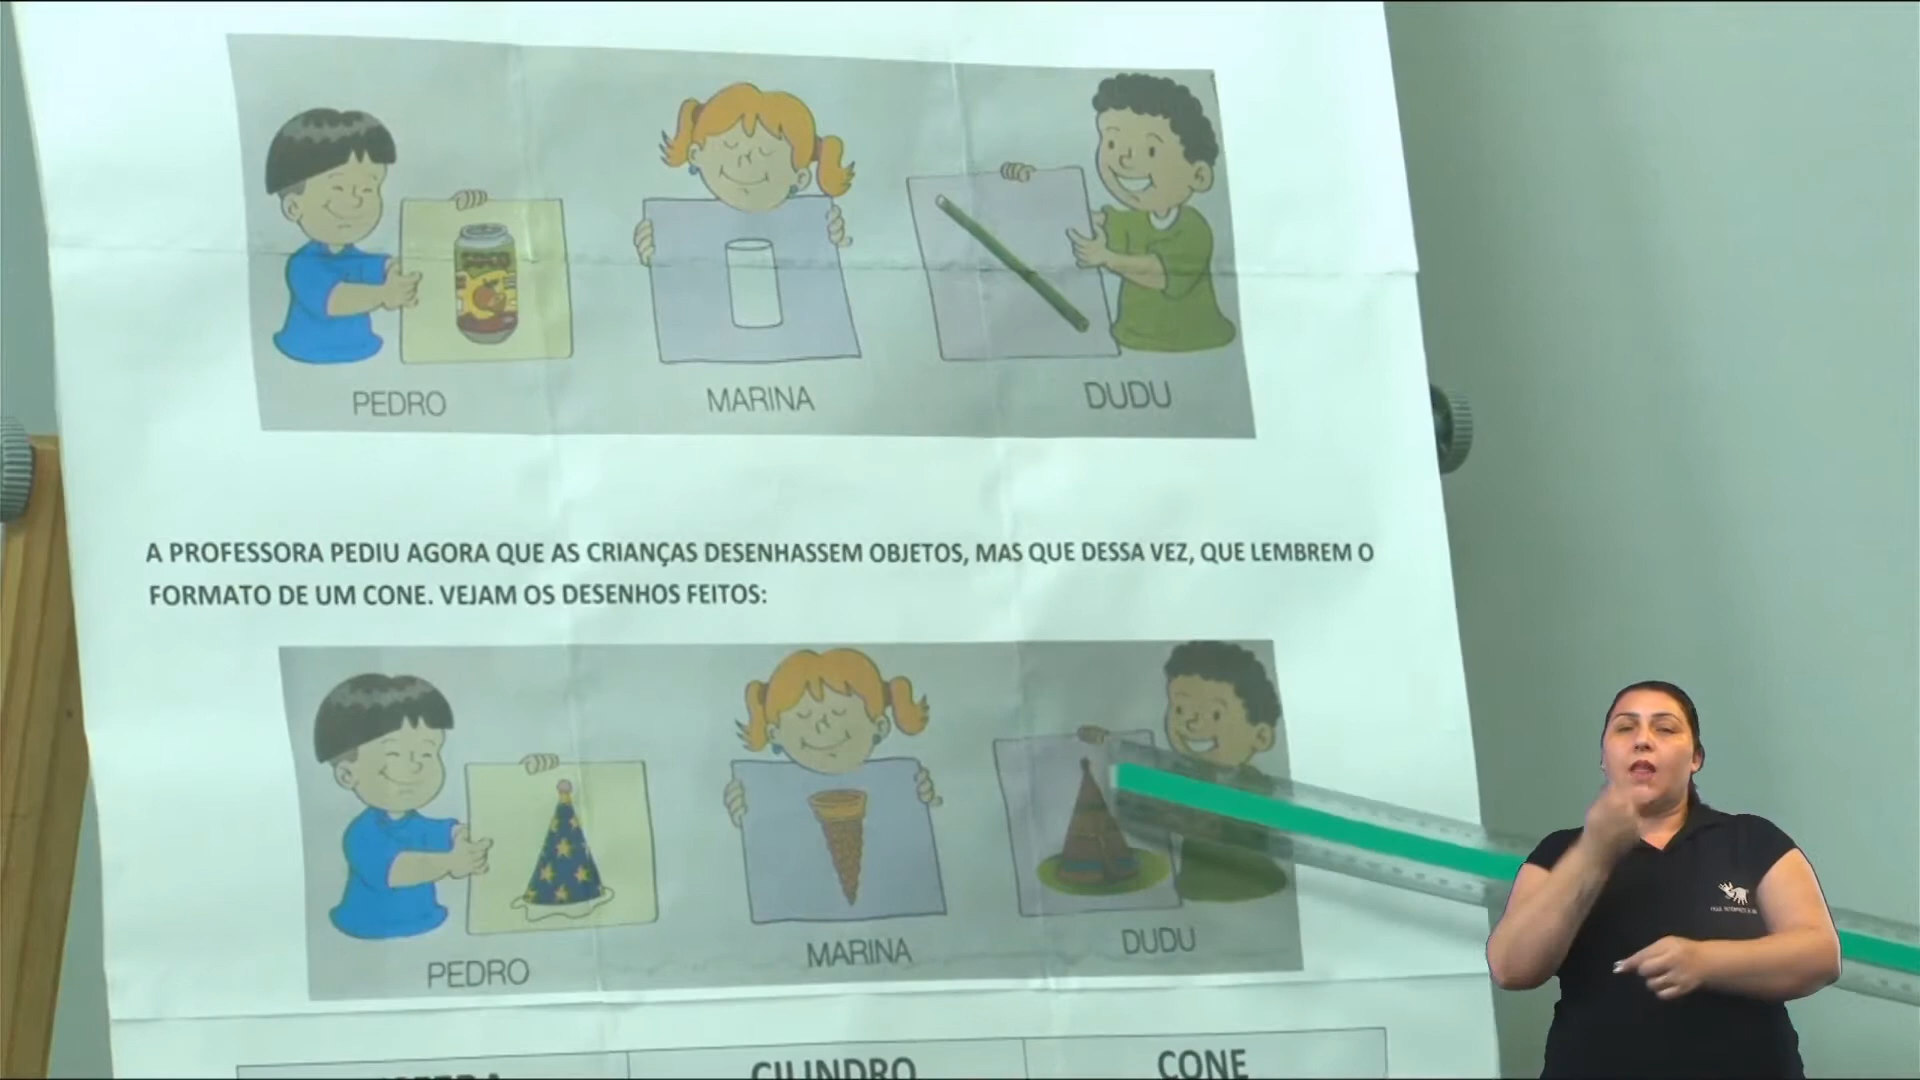 PEDRO
MARINA
DUDU
A PROFESSORA PEDIU AGORA QUE AS CRIANÇAS DESENHASSEM OBJETOS, MAS QUE DESSA VEZ, QUE LEMBREM O
FORMATO DE UM CONE. VEJAM OS DESENHOS FEITOS:
PEDRO
MARINA
DUDU
CILINDRO
CONE